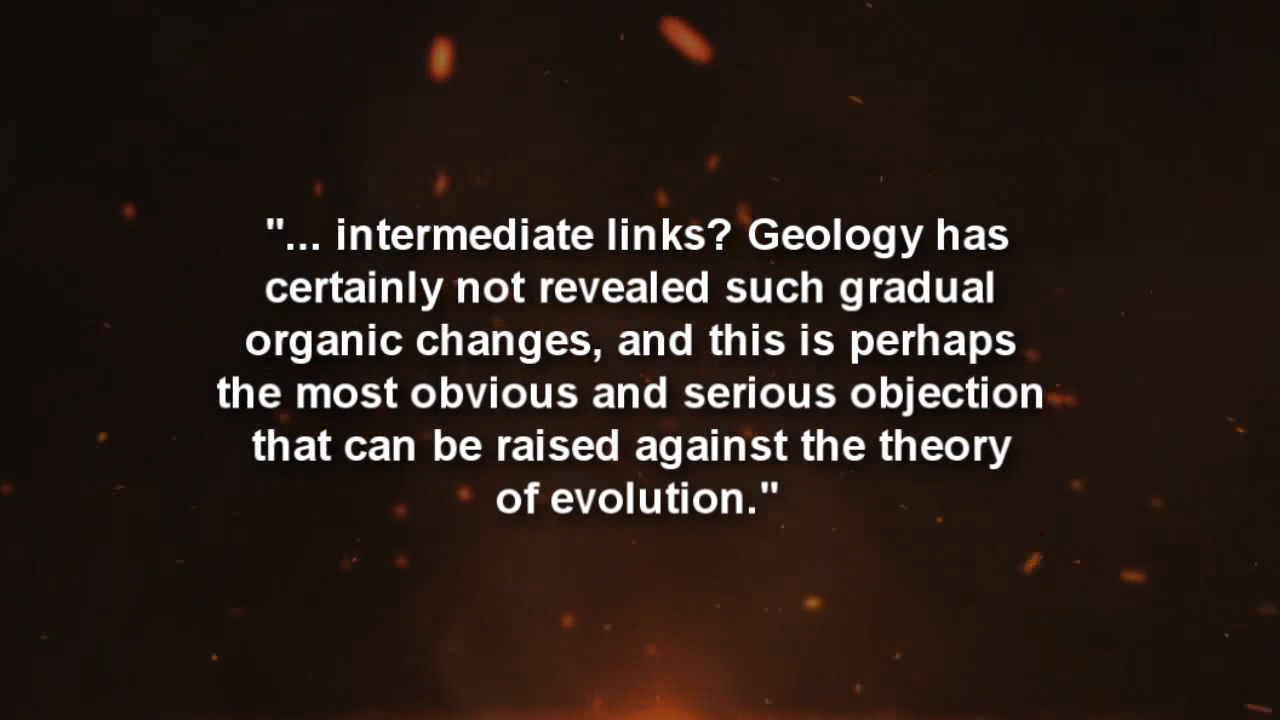 "... intermediate links? Geology has
certainly not revealed such gradual
organic changes, and this is perhaps
the most obvious and serious objection
that can be raised against the theory
of evolution."